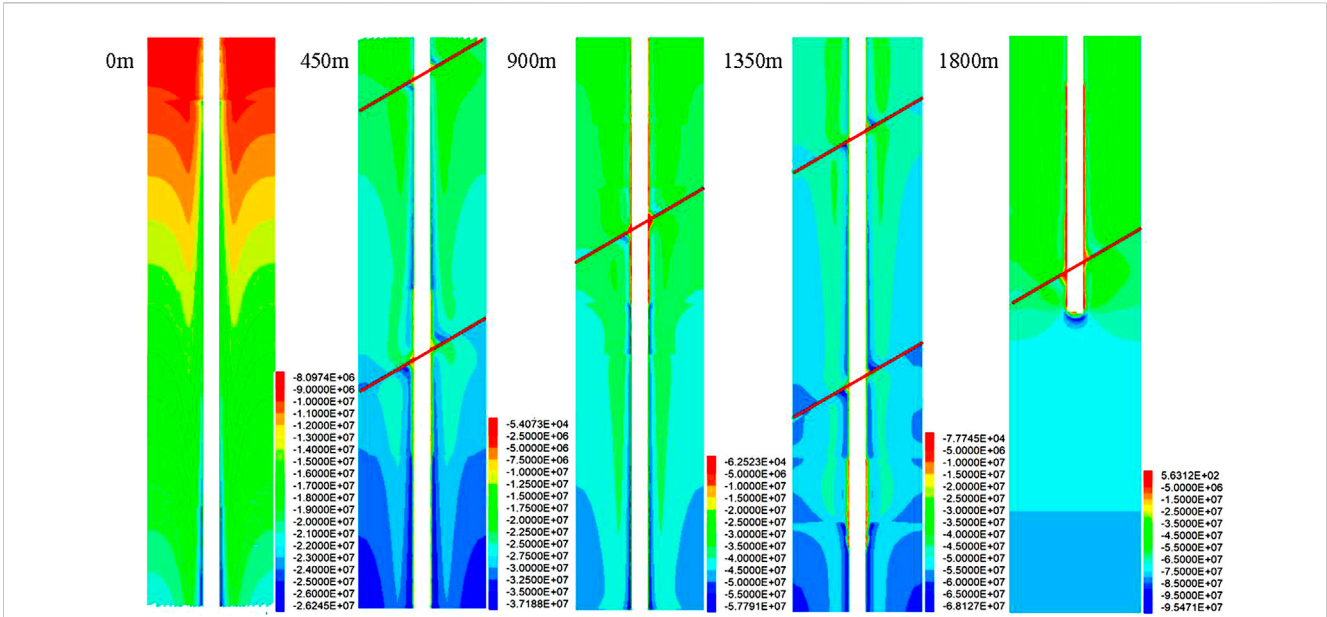 0m
450m
900m
1350m
1800m
-8.0974E+06
-9.0000E+06
-1.0000E+07
-1.1000E+07
-1.2000E+07
-1.3000E+07
-1.4000E+07
-1.5000E+07
-1.6000E+07
-1.7000E+07
-1.8000E+07
-1.9000E+07
-2.0000E+07
-2.1000E+07
-2.2000E+07
-2.3000E+07
-2.4000E+07
-2.5000E+07
-2.6000E+07
-2.6245E+07
-5.4073E+04
-2.5000E+06
-5.0000E+06
-7.5000E+06
-1.0000E+07
-1.2500E+07
-1.5000E+07
-1.7500E+07
-2.0000E+07
-2.2500E+07
-2.5000E+07
-2.7500E+07
-3.0000E+07
-3.2500E+07
-3.5000E+07
-3.7188E+07
-6.2523E+04
-5.0000E+06
-1.0000E+07
-1.5000E+07
-2.0000E+07
-2.5000E+07
-3.0000E+07
-3.5000E+07
-4.0000E+07
-4.5000E+07
-5.0000E+07
-5.5000E+07
-5.7791E+07
-7.7745E+04
-5.0000E+06
-1.0000E+07
-1.5000E+07
-2.0000E+07
-2.5000E+07
-3.0000E+07
-3.5000E+07
-4.0000E+07
-4.5000E+07
-5.0000E+07
-5.5000E+07
-6.0000E+07
-6.5000E+07
-6.8127E+07
5.6312E+02
-5.0000E+06
-1.5000E+07
-2.5000E+07
-3.5000E+07
-4.5000E+07
-5.5000E+07
-6.5000E+07
-7.5000E+07
-8.5000E+07
-9.5000E+07
-9.5471E+07